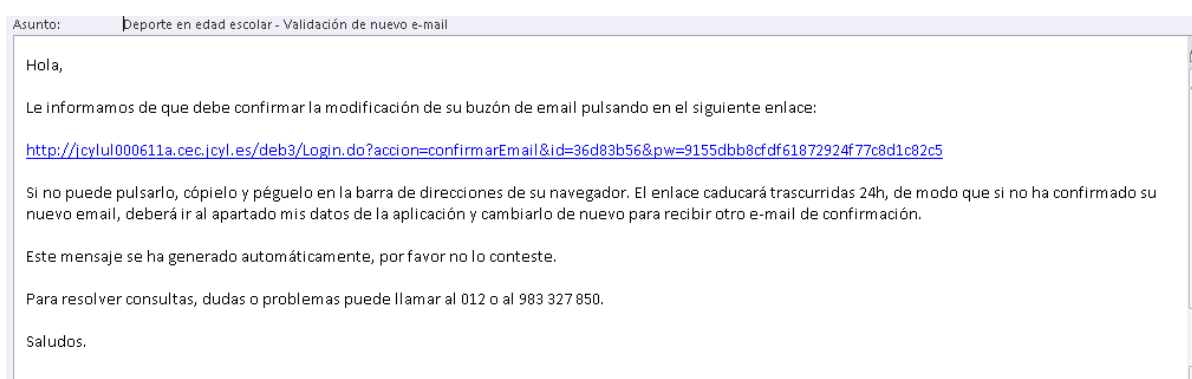 Asunto: Deporte en edad escolar - Validación de nuevo e-mail
Hola,
Le informamos de que debe confirmar la modificación de su buzón de email pulsando en el siguiente enlace:
http://jcylul000611a.cec.jcyl.es/deb3/Login.do?accion=confirmarEmail&id=36d83b56&pw=9155dbb8cfdf61872924f77c8d1c82c5
Si no puede pulsarlo, cópielo y péguelo en la barra de direcciones de su navegador. El enlace caducará trascurridas 24h, de modo que si no ha confirmado su
nuevo email, deberá ir al apartado mis datos de la aplicación y cambiarlo de nuevo para recibir otro e-mail de confirmación.
Este mensaje se ha generado automáticamente, por favor no lo conteste.
Para resolver consultas, dudas o problemas puede llamar al 012 o al 983 327 850.
Saludos.